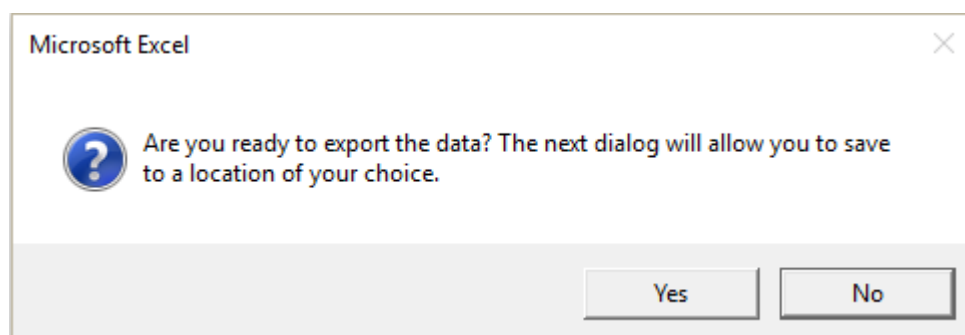 Microsoft Excel
Are you ready to export the data? The next dialog will allow you to save
to a location of your choice.
Yes
No